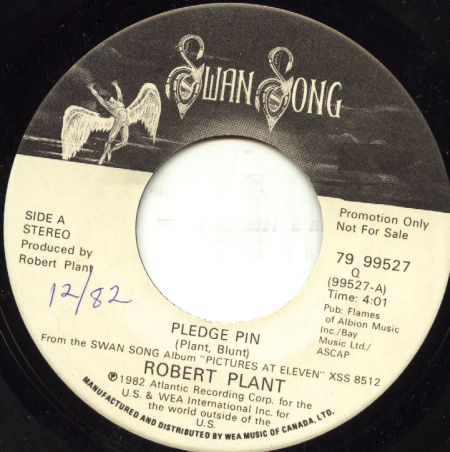 SWAN SONG
SIDE A
STEREO
Produced by
Robert Plant
12/82
Promotion Only
Not For Sale
79 99527
Q
(99527-A)
Time: 4:01
Pub: Flames
of Albion Music
Inc./Bay
Music Ltd./
ASCAP
PLEDGE PIN
(Plant, Blunt)
From the SWAN SONG Album "PICTURES AT ELEVEN" XSS 8512
ROBERT PLANT
℗1982 Atlantic Recording Corp. for the
U.S. & WEA International Inc. for
the world outside of the
U.S.
MANUFACTURED AND DISTRIBUTED BY WEA MUSIC OF CANADA, LTD.